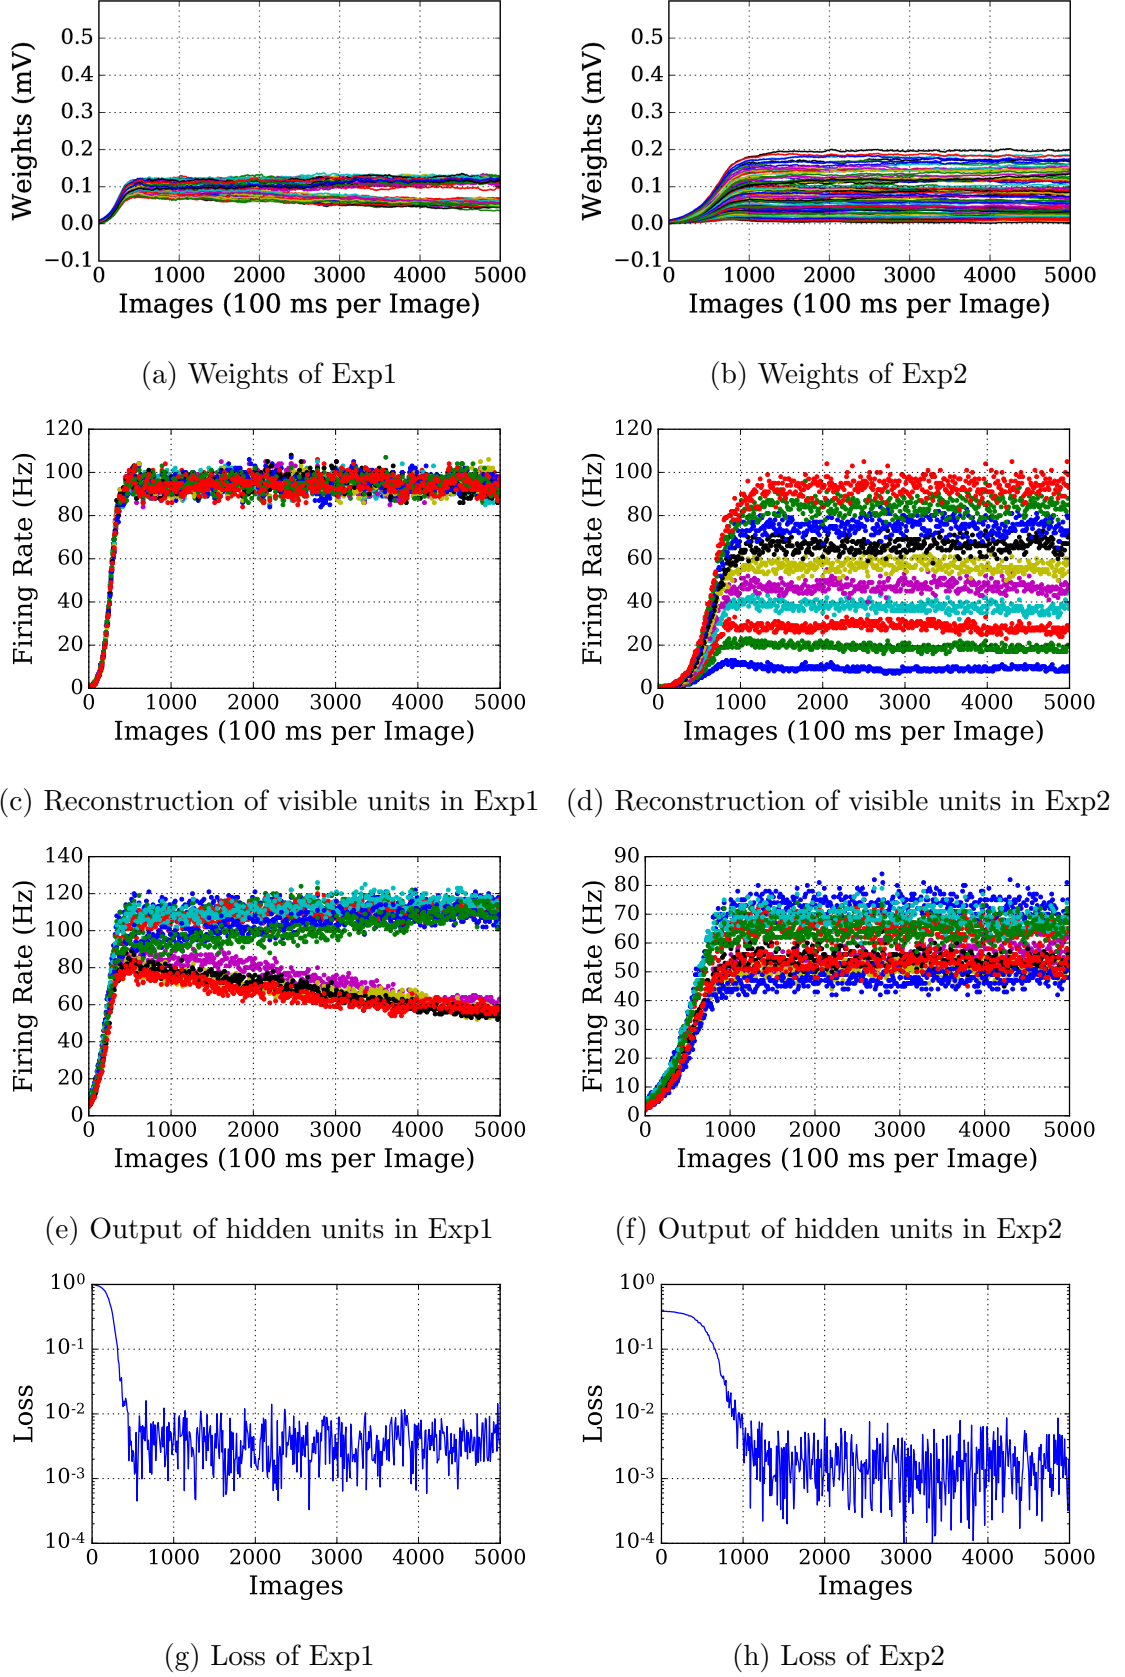 0.5
0.4
0.3
0.2
0.1
0.0
−0.1
Weights (mV)
0 1000 2000 3000 4000 5000
Images (100 ms per Image)
(a) Weights of Exp1
0.5
0.4
0.3
0.2
0.1
0.0
−0.1
Weights (mV)
0 1000 2000 3000 4000 5000
Images (100 ms per Image)
(b) Weights of Exp2
120
100
80
60
40
20
0
Firing Rate (Hz)
0 1000 2000 3000 4000 5000
Images (100 ms per Image)
(c) Reconstruction of visible units in Exp1
120
100
80
60
40
20
0
Firing Rate (Hz)
0 1000 2000 3000 4000 5000
Images (100 ms per Image)
(d) Reconstruction of visible units in Exp2
140
120
100
80
60
40
20
0
Firing Rate (Hz)
0 1000 2000 3000 4000 5000
Images (100 ms per Image)
(e) Output of hidden units in Exp1
90
80
70
60
50
40
30
20
10
0
Firing Rate (Hz)
0 1000 2000 3000 4000 5000
Images (100 ms per Image)
(f) Output of hidden units in Exp2
10^0
10^-1
10^-2
10^-3
10^-4
Loss
0 1000 2000 3000 4000 5000
Images
(g) Loss of Exp1
10^0
10^-1
10^-2
10^-3
10^-4
Loss
0 1000 2000 3000 4000 5000
Images
(h) Loss of Exp2